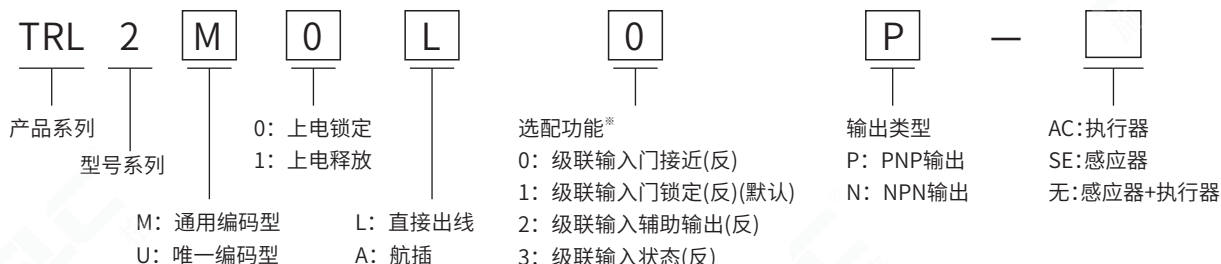 TRL 2 M 0 L 0 P —
产品系列 0：上电锁定 选配功能※ 输出类型 AC：执行器
型号系列 1：上电释放 0：级联输入门接近(反) P：PNP输出 SE：感应器
1：级联输入门锁定(反)(默认) N：NPN输出 无：感应器+执行器
M：通用编码型 L：直接出线 2：级联输入辅助输出(反)
U：唯一编码型 A：航插 3：级联输入状态(反)